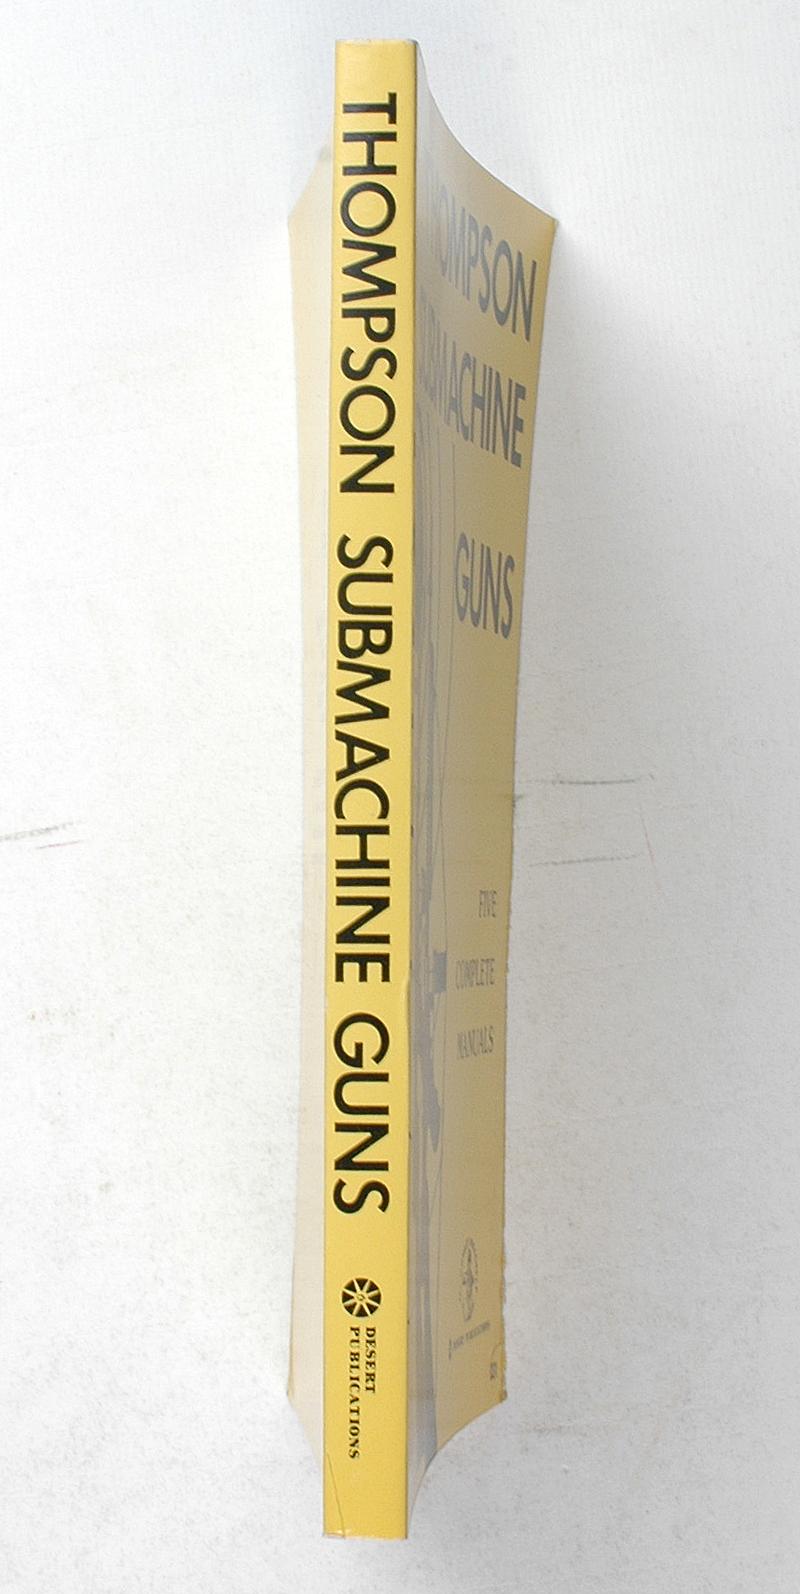 THOMPSON SUBMACHINE GUNS
DESERT
PUBLICATIONS
THOMPSON
SUBMACHINE
GUNS
FIVE
COMPLETE
MANUALS